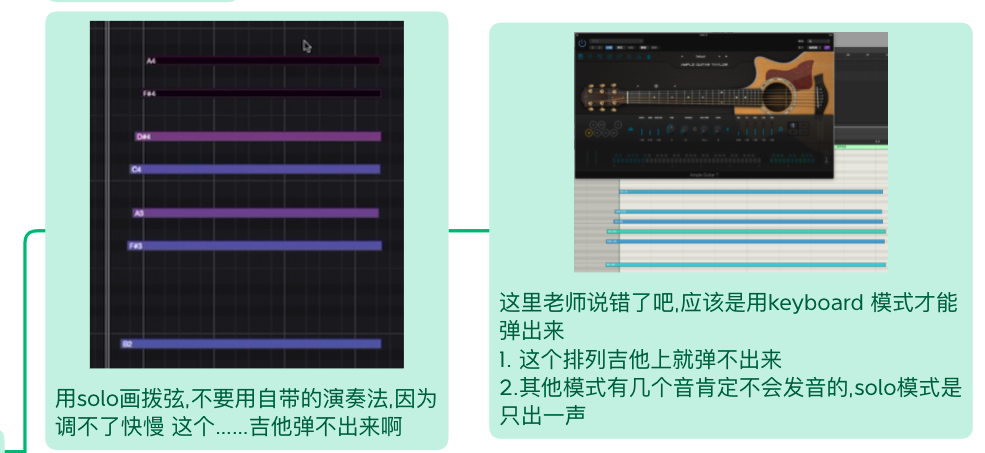 A4
F#4
D#4
C4
A3
F#3
B2
用solo画拨弦,不要用自带的演奏法,因为
调不了快慢 这个……吉他弹不出来啊
这里老师说错了吧,应该是用keyboard 模式才能
弹出来
1. 这个排列吉他上就弹不出来
2.其他模式有几个音肯定不会发音的,solo模式是
只出一声